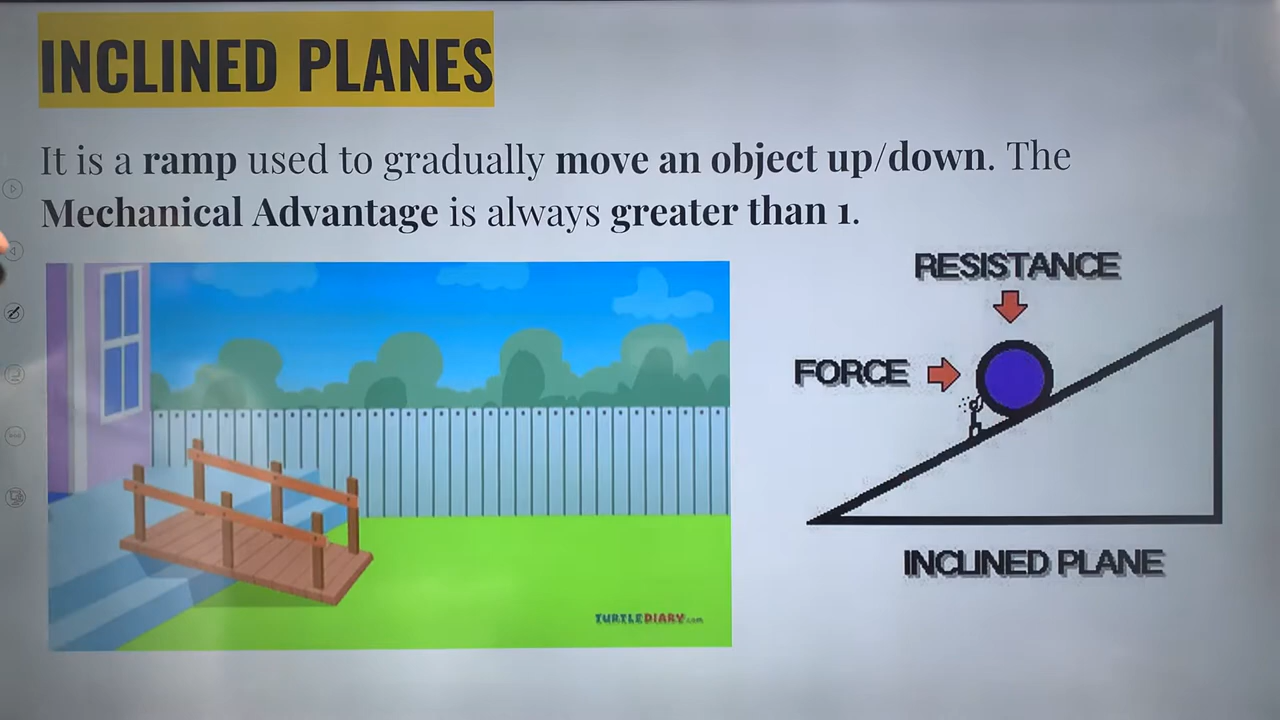 INCLINED PLANES
It is a ramp used to gradually move an object up/down. The
Mechanical Advantage is always greater than 1.
RESISTANCE
FORCE
INCLINED PLANE
TURTLEDIARY.com